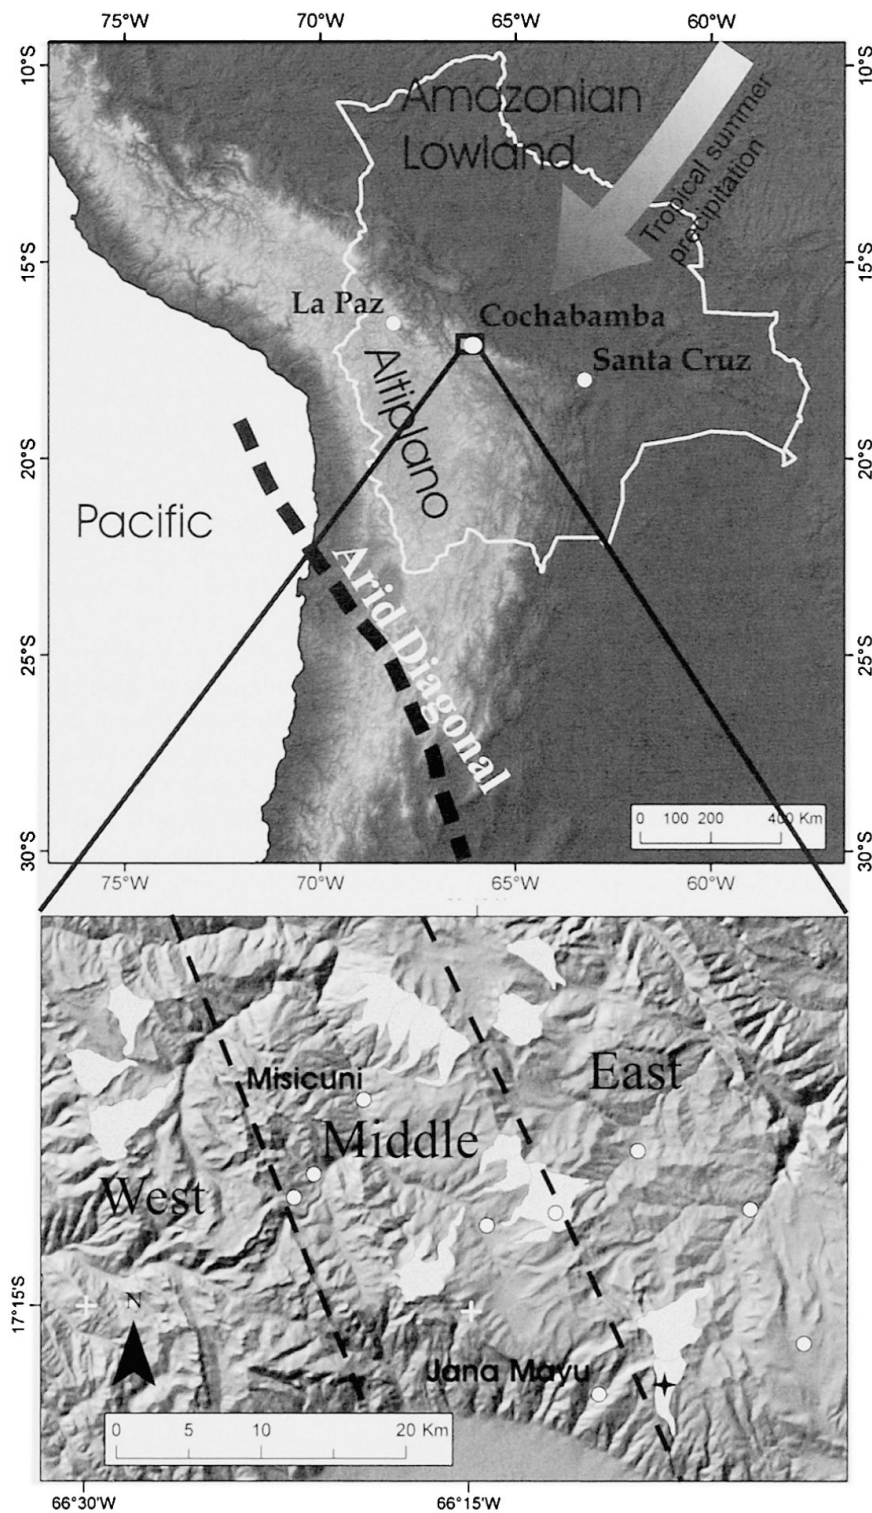 75°W 70°W 65°W 60°W
10°S
10°S
Amazonian
Lowland
Tropical summer
precipitation
15°S
15°S
La Paz
Cochabamba
Santa Cruz
Altiplano
20°S
20°S
Pacific
Arid Diagonal
25°S
25°S
0 100 200 400 Km
30°S
30°S
75°W 70°W 65°W 60°W
Misicuni
East
Middle
West
17°15'S
N
Jana Mayu
0 5 10 20 Km
66°30'W 66°15'W